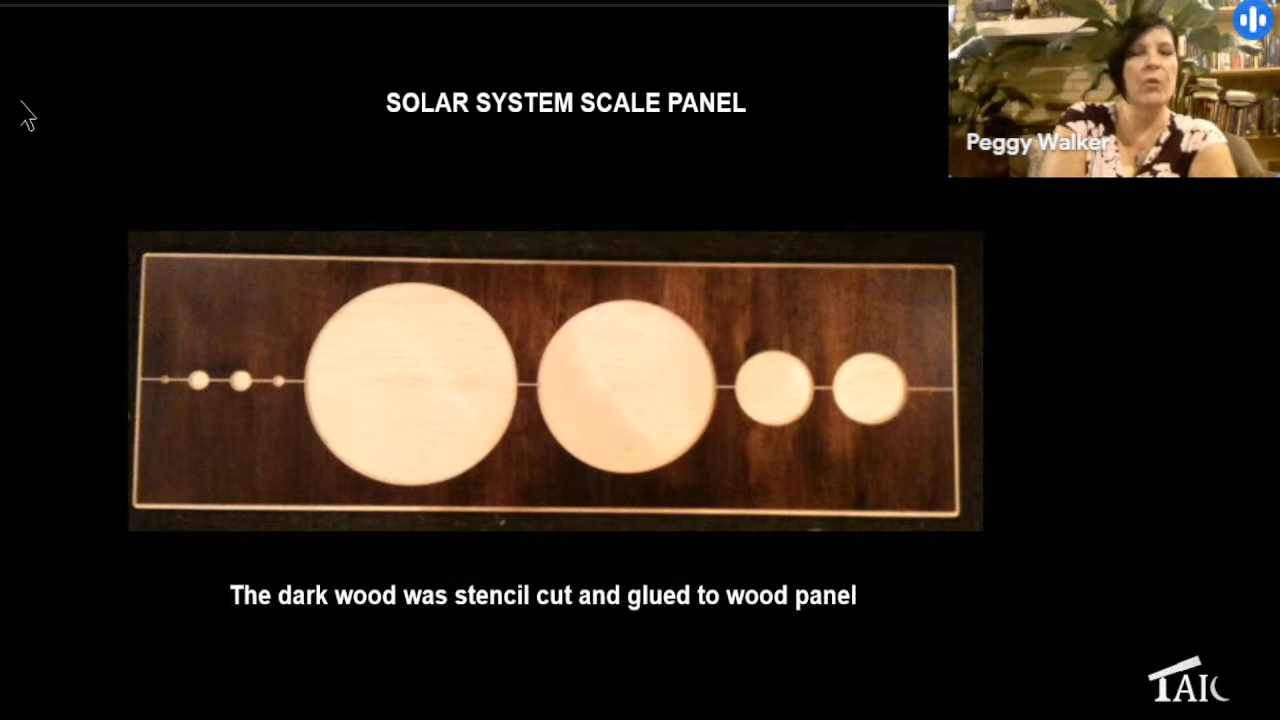 SOLAR SYSTEM SCALE PANEL
Peggy Walker
The dark wood was stencil cut and glued to wood panel
TAIC